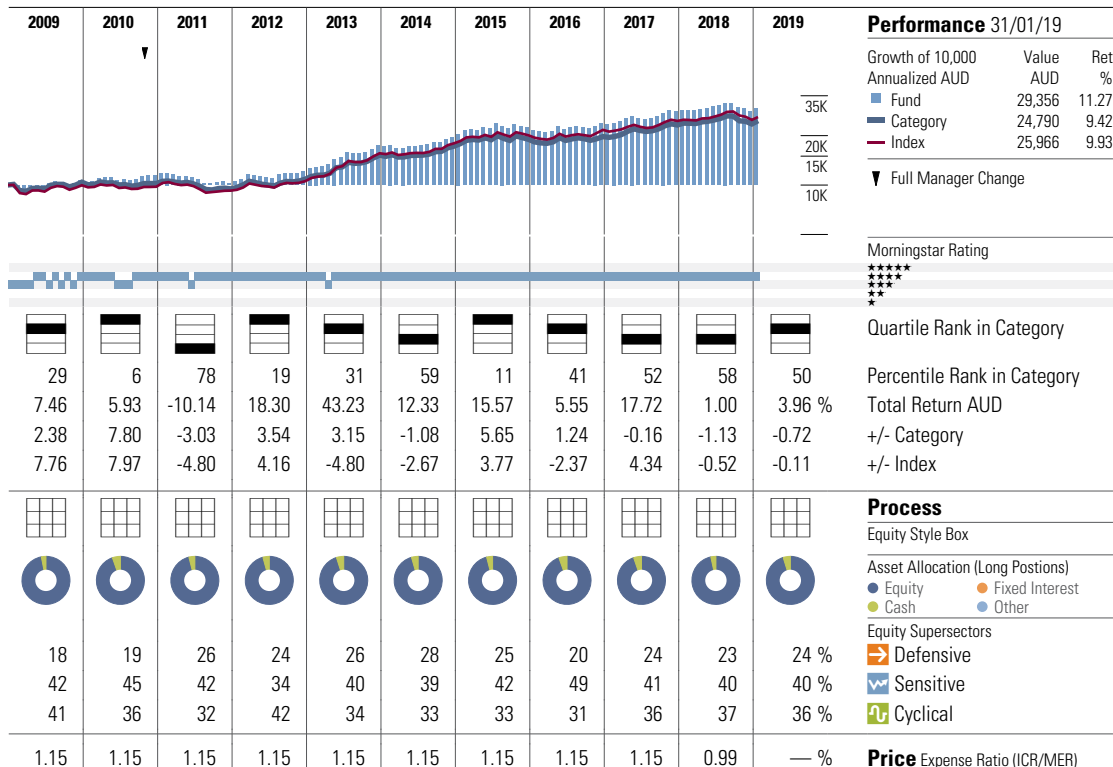 2009 2010 2011 2012 2013 2014 2015 2016 2017 2018 2019
Performance 31/01/19
Growth of 10,000 Value Ret
Annualized AUD AUD %
Fund 29,356 11.27
Category 24,790 9.42
Index 25,966 9.93
Full Manager Change
35K
20K
15K
10K
Morningstar Rating
★★★★★
★★★★
★★★
★★
★
Quartile Rank in Category
29 6 78 19 31 59 11 41 52 58 50 Percentile Rank in Category
7.46 5.93 -10.14 18.30 43.23 12.33 15.57 5.55 17.72 1.00 3.96 % Total Return AUD
2.38 7.80 -3.03 3.54 3.15 -1.08 5.65 1.24 -0.16 -1.13 -0.72 +/- Category
7.76 7.97 -4.80 4.16 -4.80 -2.67 3.77 -2.37 4.34 -0.52 -0.11 +/- Index
Process
Equity Style Box
Asset Allocation (Long Postions)
Equity Fixed Interest
Cash Other
Equity Supersectors
18 19 26 24 26 28 25 20 24 23 24 % Defensive
42 45 42 34 40 39 42 49 41 40 40 % Sensitive
41 36 32 42 34 33 33 31 36 37 36 % Cyclical
1.15 1.15 1.15 1.15 1.15 1.15 1.15 1.15 1.15 0.99 — % Price Expense Ratio (ICR/MER)